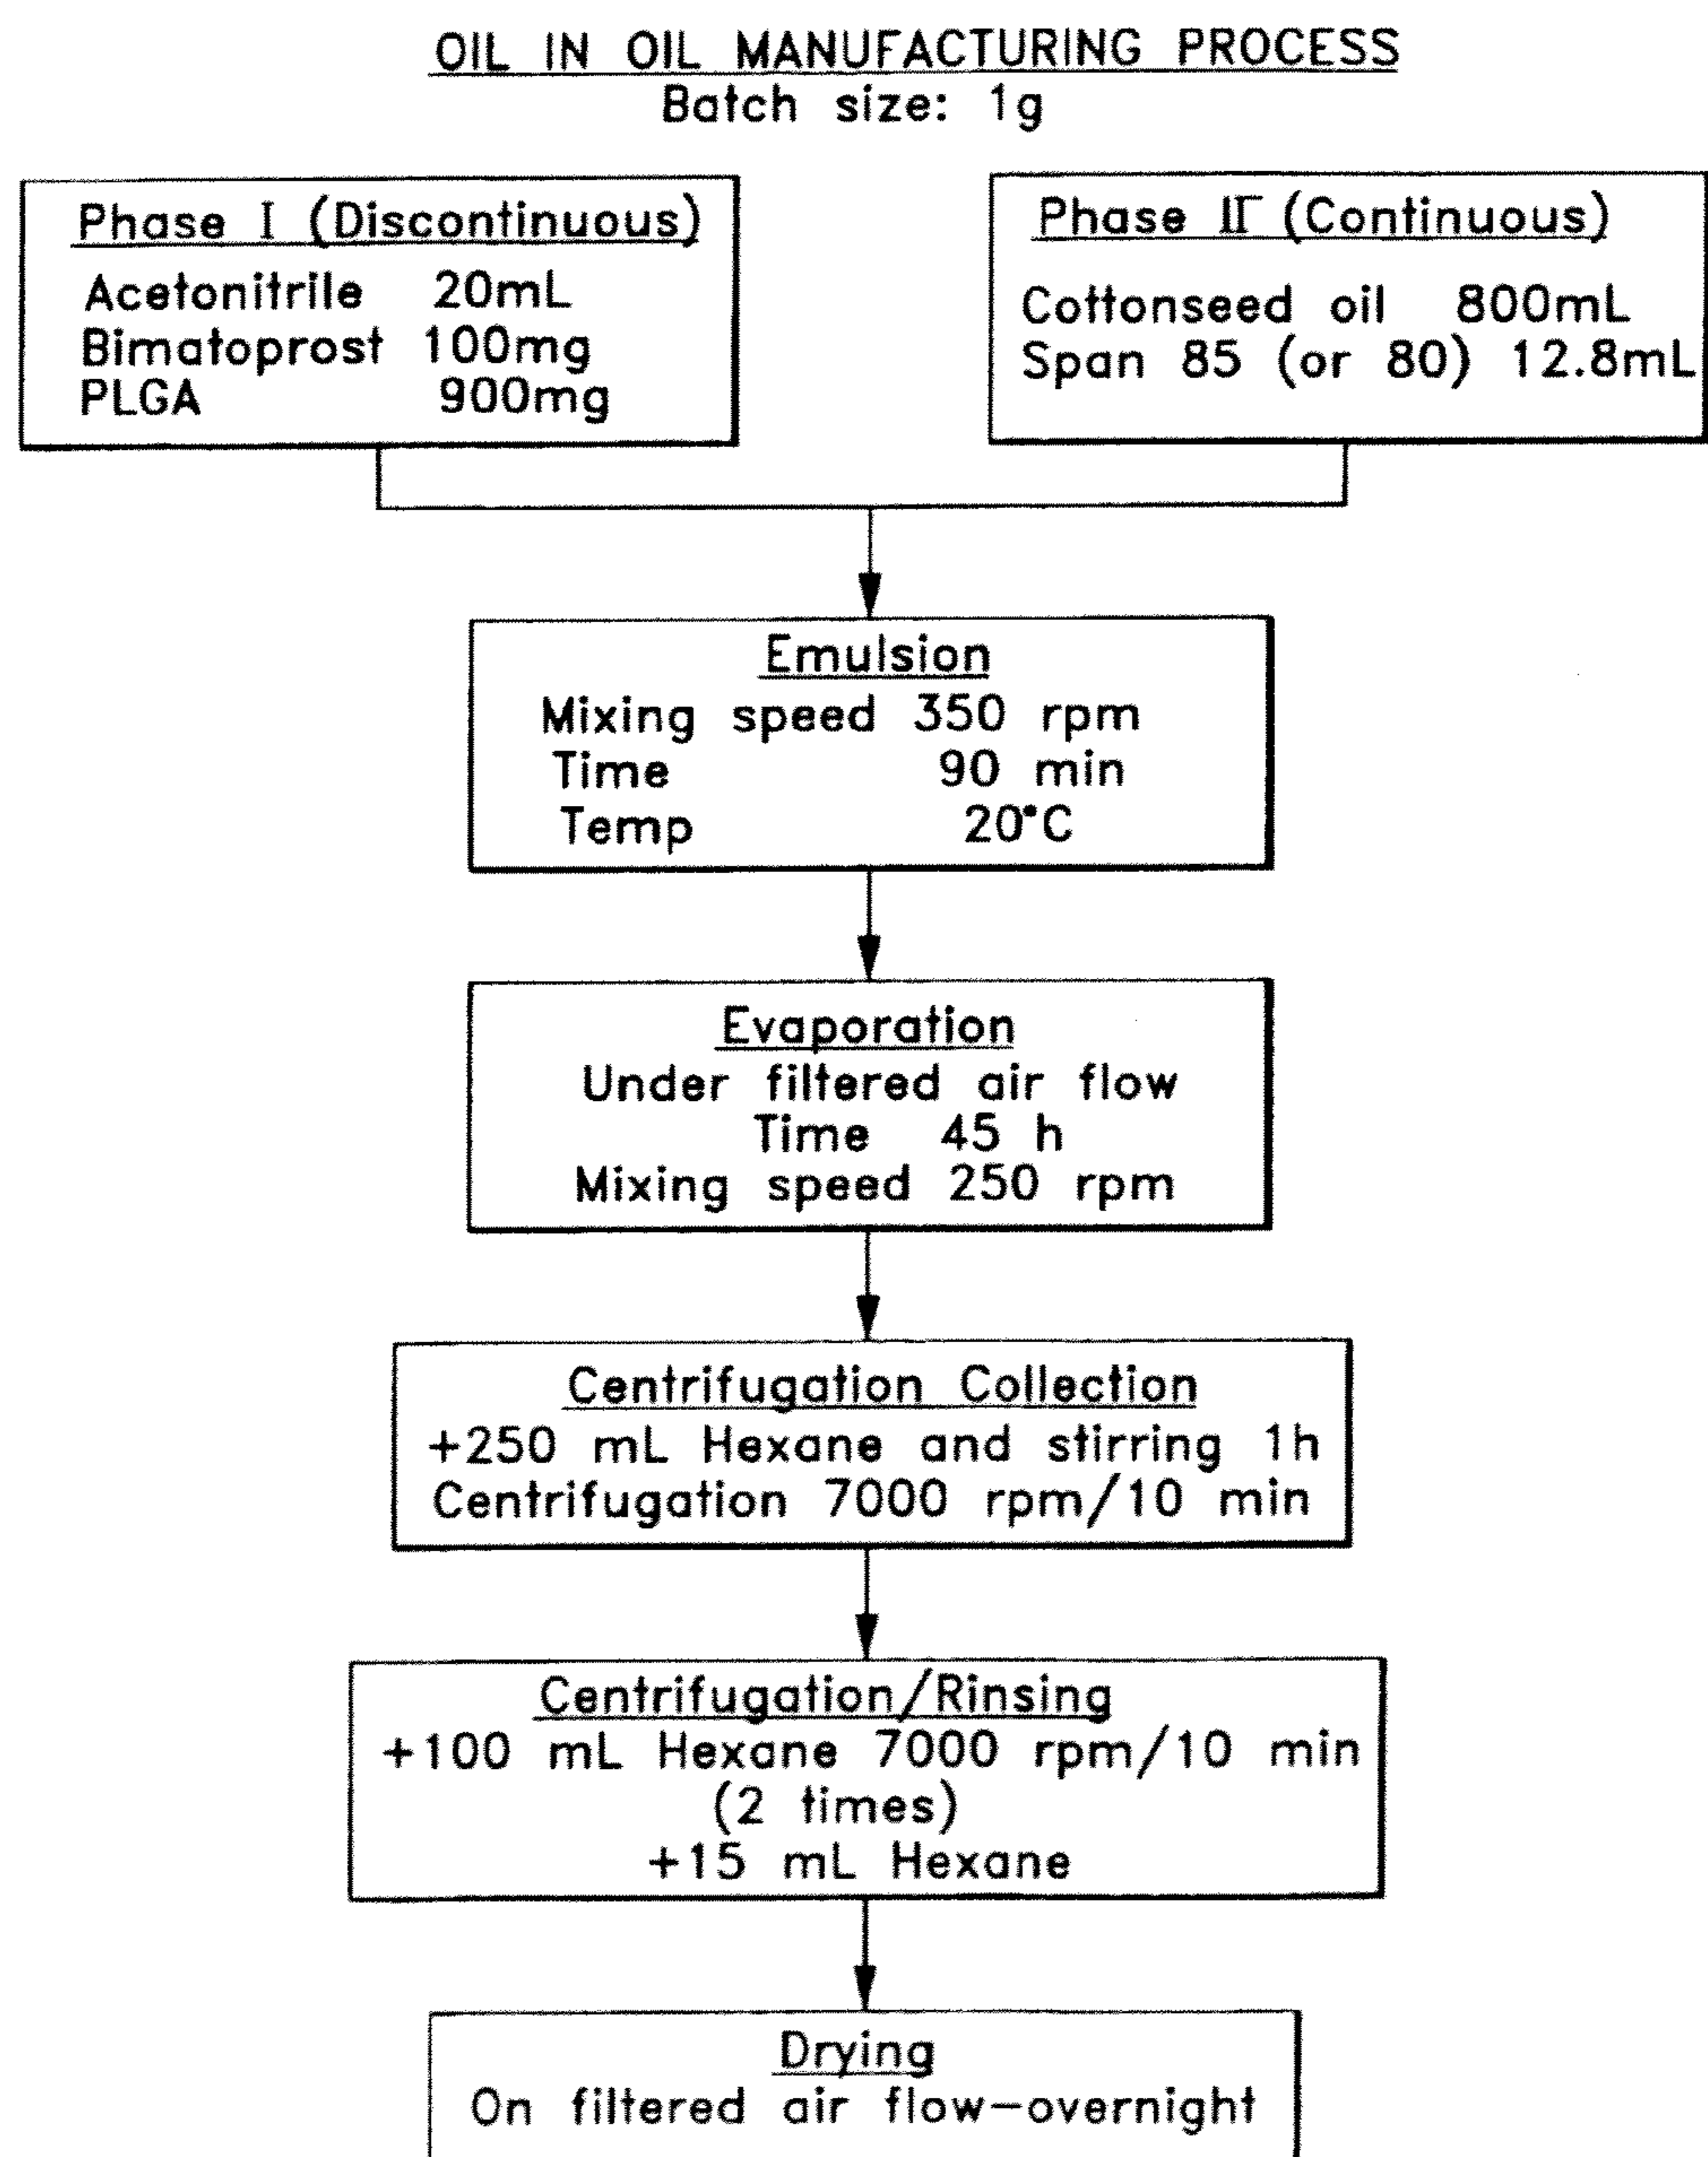 OIL IN OIL MANUFACTURING PROCESS
Batch size: 1g
Phase I (Discontinuous)
Acetonitrile 20mL
Bimatoprost 100mg
PLGA 900mg
Phase II (Continuous)
Cottonseed oil 800mL
Span 85 (or 80) 12.8mL
Emulsion
Mixing speed 350 rpm
Time 90 min
Temp 20°C
Evaporation
Under filtered air flow
Time 45 h
Mixing speed 250 rpm
Centrifugation Collection
+250 mL Hexane and stirring 1h
Centrifugation 7000 rpm/10 min
Centrifugation/Rinsing
+100 mL Hexane 7000 rpm/10 min
(2 times)
+15 mL Hexane
Drying
On filtered air flow-overnight